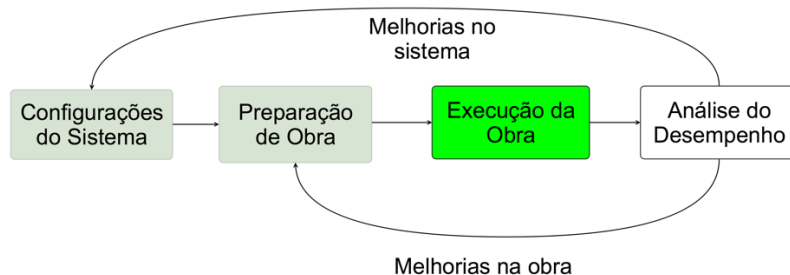 Melhorias no
sistema
Configurações
do Sistema
Preparação
de Obra
Execução da
Obra
Análise do
Desempenho
Melhorias na obra